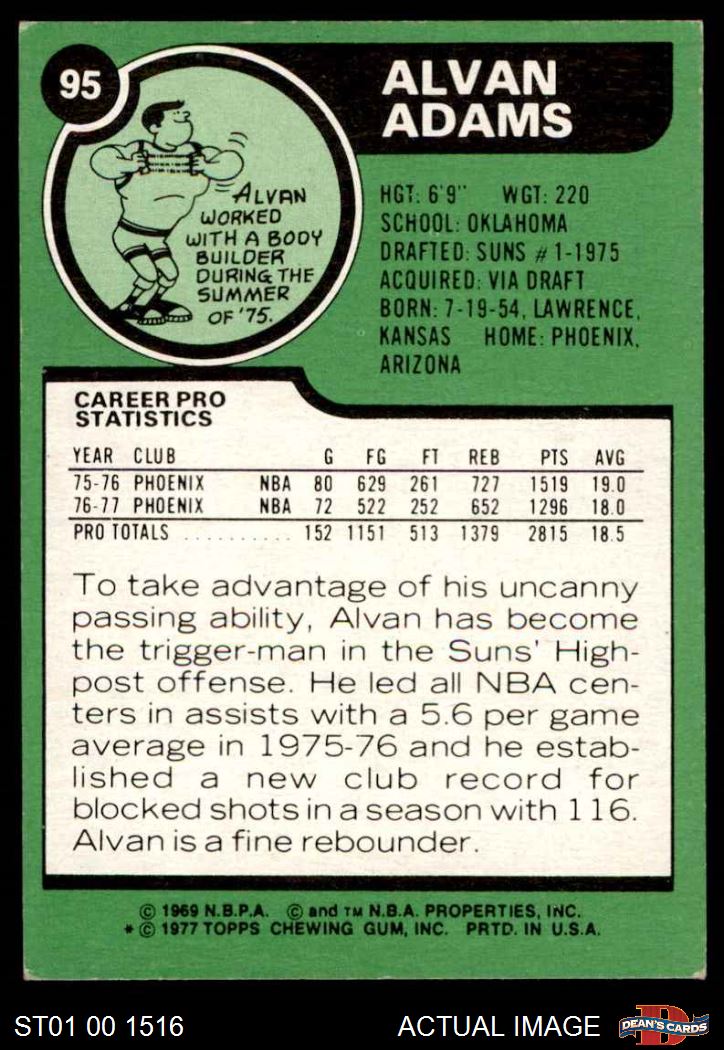 95
ALVAN
ADAMS
ALVAN
WORKED
WITH A BODY
BUILDER
DURING THE
SUMMER
OF '75.
HGT: 6'9" WGT: 220
SCHOOL: OKLAHOMA
DRAFTED: SUNS #1-1975
ACQUIRED: VIA DRAFT
BORN: 7-19-54, LAWRENCE,
KANSAS HOME: PHOENIX,
ARIZONA
CAREER PRO
STATISTICS
YEAR CLUB G FG FT REB PTS AVG
75-76 PHOENIX NBA 80 629 261 727 1519 19.0
76-77 PHOENIX NBA 72 522 252 652 1296 18.0
PRO TOTALS .......... 152 1151 513 1379 2815 18.5
To take advantage of his uncanny
passing ability, Alvan has become
the trigger-man in the Suns' High-
post offense. He led all NBA cen-
ters in assists with a 5.6 per game
average in 1975-76 and he estab-
lished a new club record for
blocked shots in a season with 116.
Alvan is a fine rebounder.
© 1969 N.B.P.A. © and TM N.B.A. PROPERTIES, INC.
* © 1977 TOPPS CHEWING GUM, INC. PRTD. IN U.S.A.
ST01 00 1516
ACTUAL IMAGE
D
DEAN'S CARDS